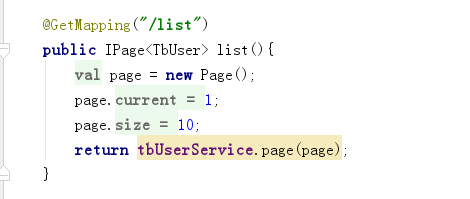 @GetMapping("/list")
public IPage<TbUser> list(){
val page = new Page();
page.current = 1;
page.size = 10;
return tbUserService.page(page);
}